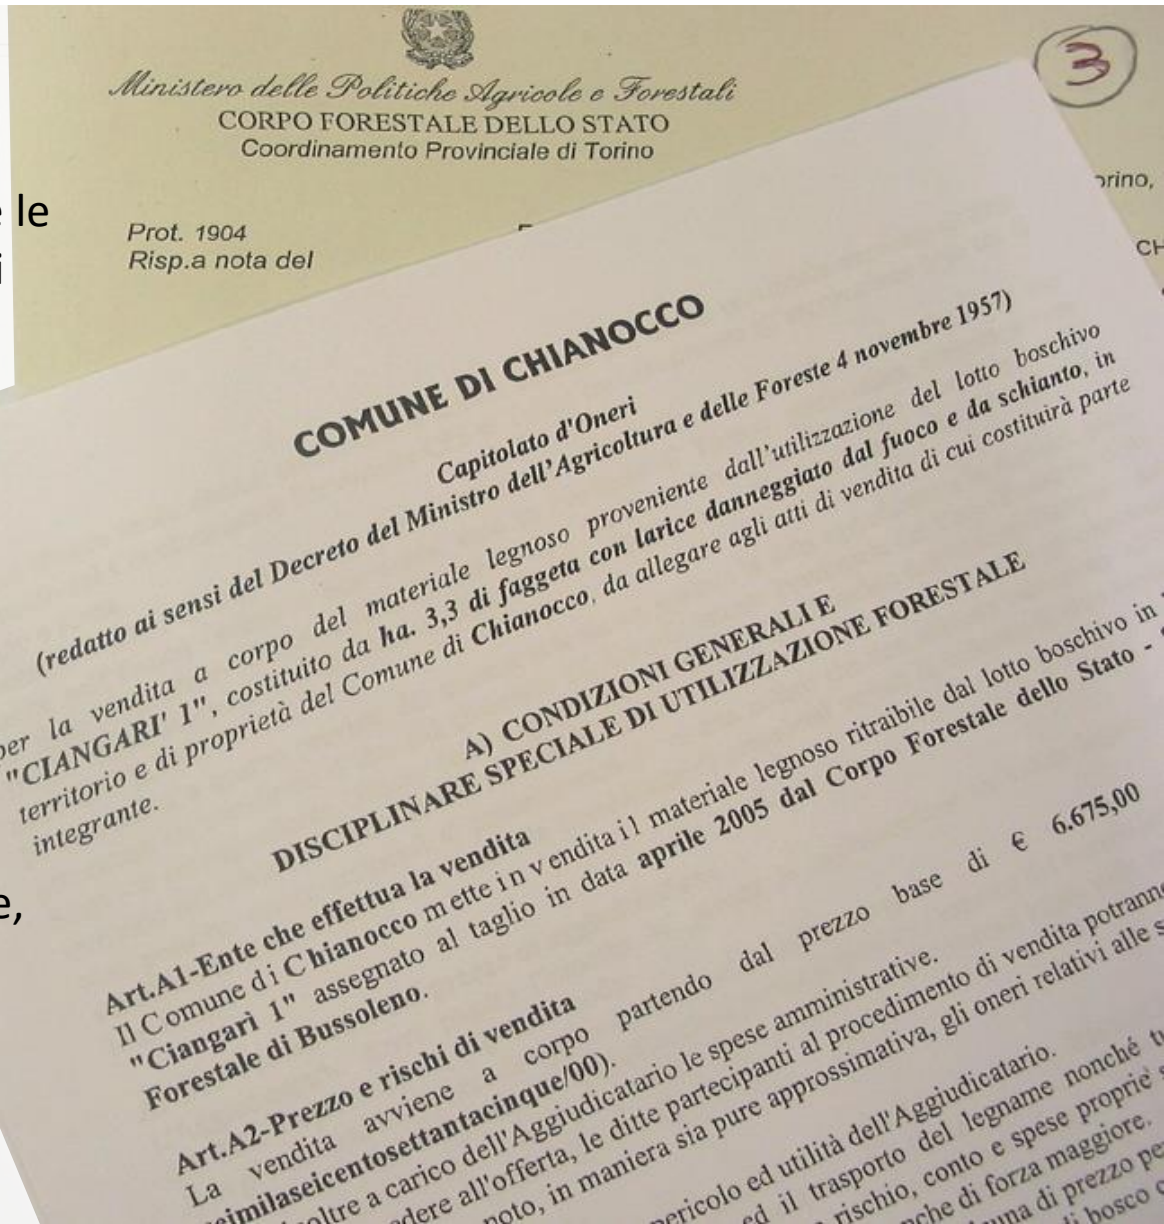 3
Ministero delle Politiche Agricole e Forestali
CORPO FORESTALE DELLO STATO
Coordinamento Provinciale di Torino
le
Prot. 1904
Risp.a nota del
COMUNE DI CHIANOCCO
Capitolato d'Oneri
(redatto ai sensi del Decreto del Ministro dell'Agricoltura e delle Foreste 4 novembre 1957)
per la vendita a corpo del materiale legnoso proveniente dall'utilizzazione del lotto boschivo
"CIANGARI' 1", costituito da ha. 3,3 di faggeta con larice danneggiato dal fuoco e da schianto, in
territorio e di proprietà del Comune di Chianocco, da allegare agli atti di vendita di cui costituirà parte
integrante.
A) CONDIZIONI GENERALI E
DISCIPLINARE SPECIALE DI UTILIZZAZIONE FORESTALE
Art.A1-Ente che effettua la vendita
Il Comune di Chianocco mette in vendita il materiale legnoso ritraibile dal lotto boschivo in
"Ciangarì 1" assegnato al taglio in data aprile 2005 dal Corpo Forestale dello Stato -
Forestale di Bussoleno.
Art.A2-Prezzo e rischi di vendita
La vendita avviene a corpo partendo dal prezzo base di € 6.675,00
seimilaseicentosettantacinque/00).
oltre a carico dell'Aggiudicatario le spese amministrative.
all'offerta, le ditte partecipanti al procedimento di vendita potranno
noto, in maniera sia pure approssimativa, gli oneri relativi alle
pericolo ed utilità dell'Aggiudicatario.
ed il trasporto del legname nonché
rischio, conto e spese proprie
di forza maggiore.
di prezzo
bosco